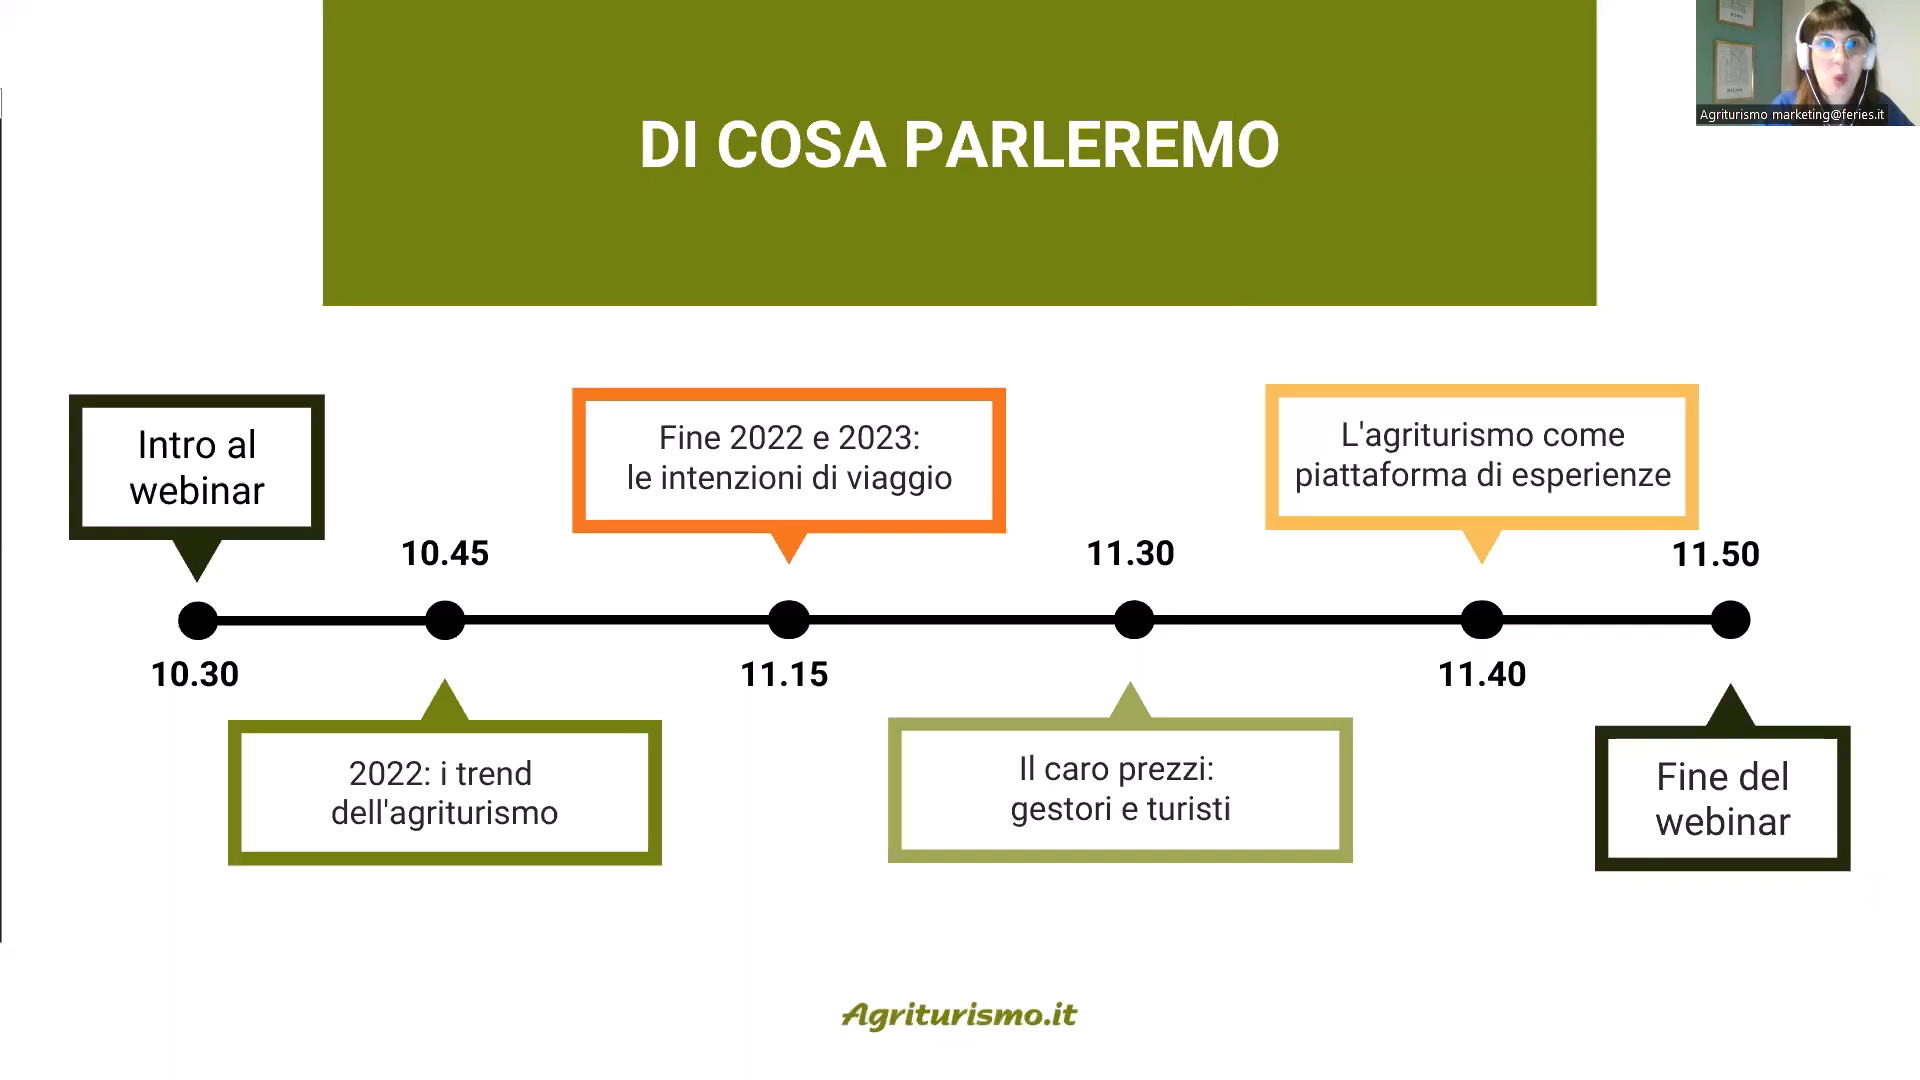 DI COSA PARLEREMO
Agriturismo marketing@feries.it
Intro al
webinar
10.30
10.45
2022: i trend
dell'agriturismo
Fine 2022 e 2023:
le intenzioni di viaggio
11.15
11.30
Il caro prezzi:
gestori e turisti
L'agriturismo come
piattaforma di esperienze
11.40
11.50
Fine del
webinar
Agriturismo.it